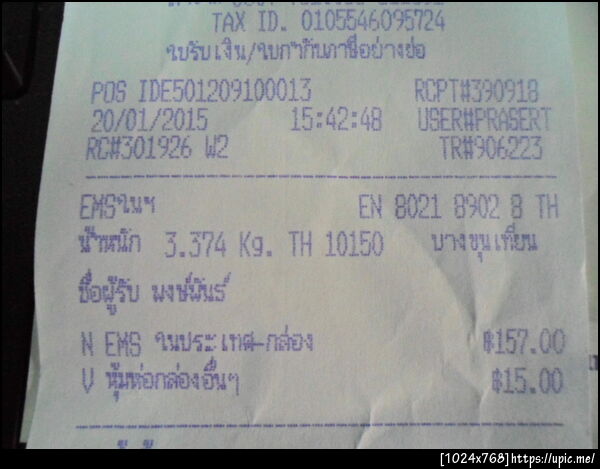 TAX ID. 0105546095724
ใบรับเงิน/ใบกำกับภาษีอย่างย่อ
POS IDE501209100013 RCPT#390918
20/01/2015 15:42:48 USER#PRASERT
RC#301926 W2 TR#906223
EMSในฯ EN 8021 8902 8 TH
น้ำหนัก 3.374 Kg. TH 10150 บางขุนเทียน
ชื่อผู้รับ พงษ์พันธ์
N EMS ในประเทศ-กล่อง ฿157.00
V หุ้มห่อกล่องอื่นๆ ฿15.00
[1024x768]https://upic.me/